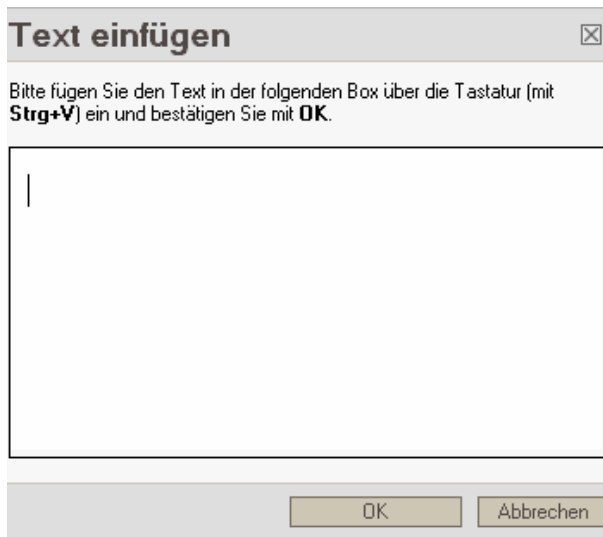 Text einfügen
Bitte fügen Sie den Text in der folgenden Box über die Tastatur (mit
Strg+V) ein und bestätigen Sie mit OK.
OK
Abbrechen